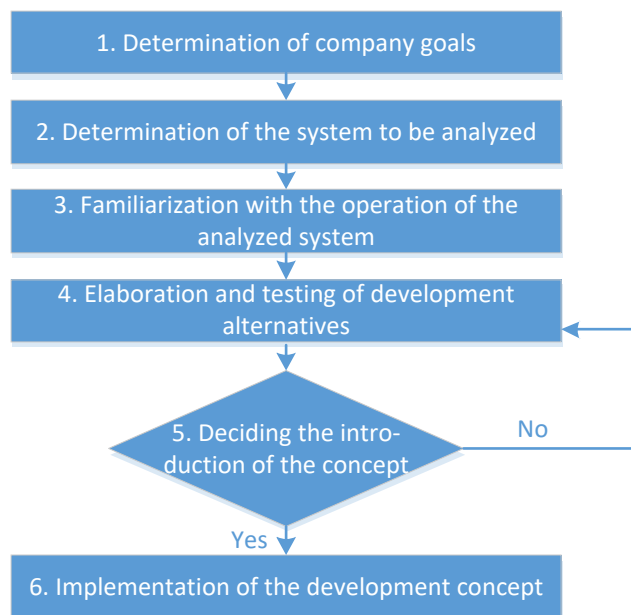 1. Determination of company goals
2. Determination of the system to be analyzed
3. Familiarization with the operation of the
analyzed system
4. Elaboration and testing of development
alternatives
5. Deciding the intro-
duction of the concept
No
Yes
6. Implementation of the development concept